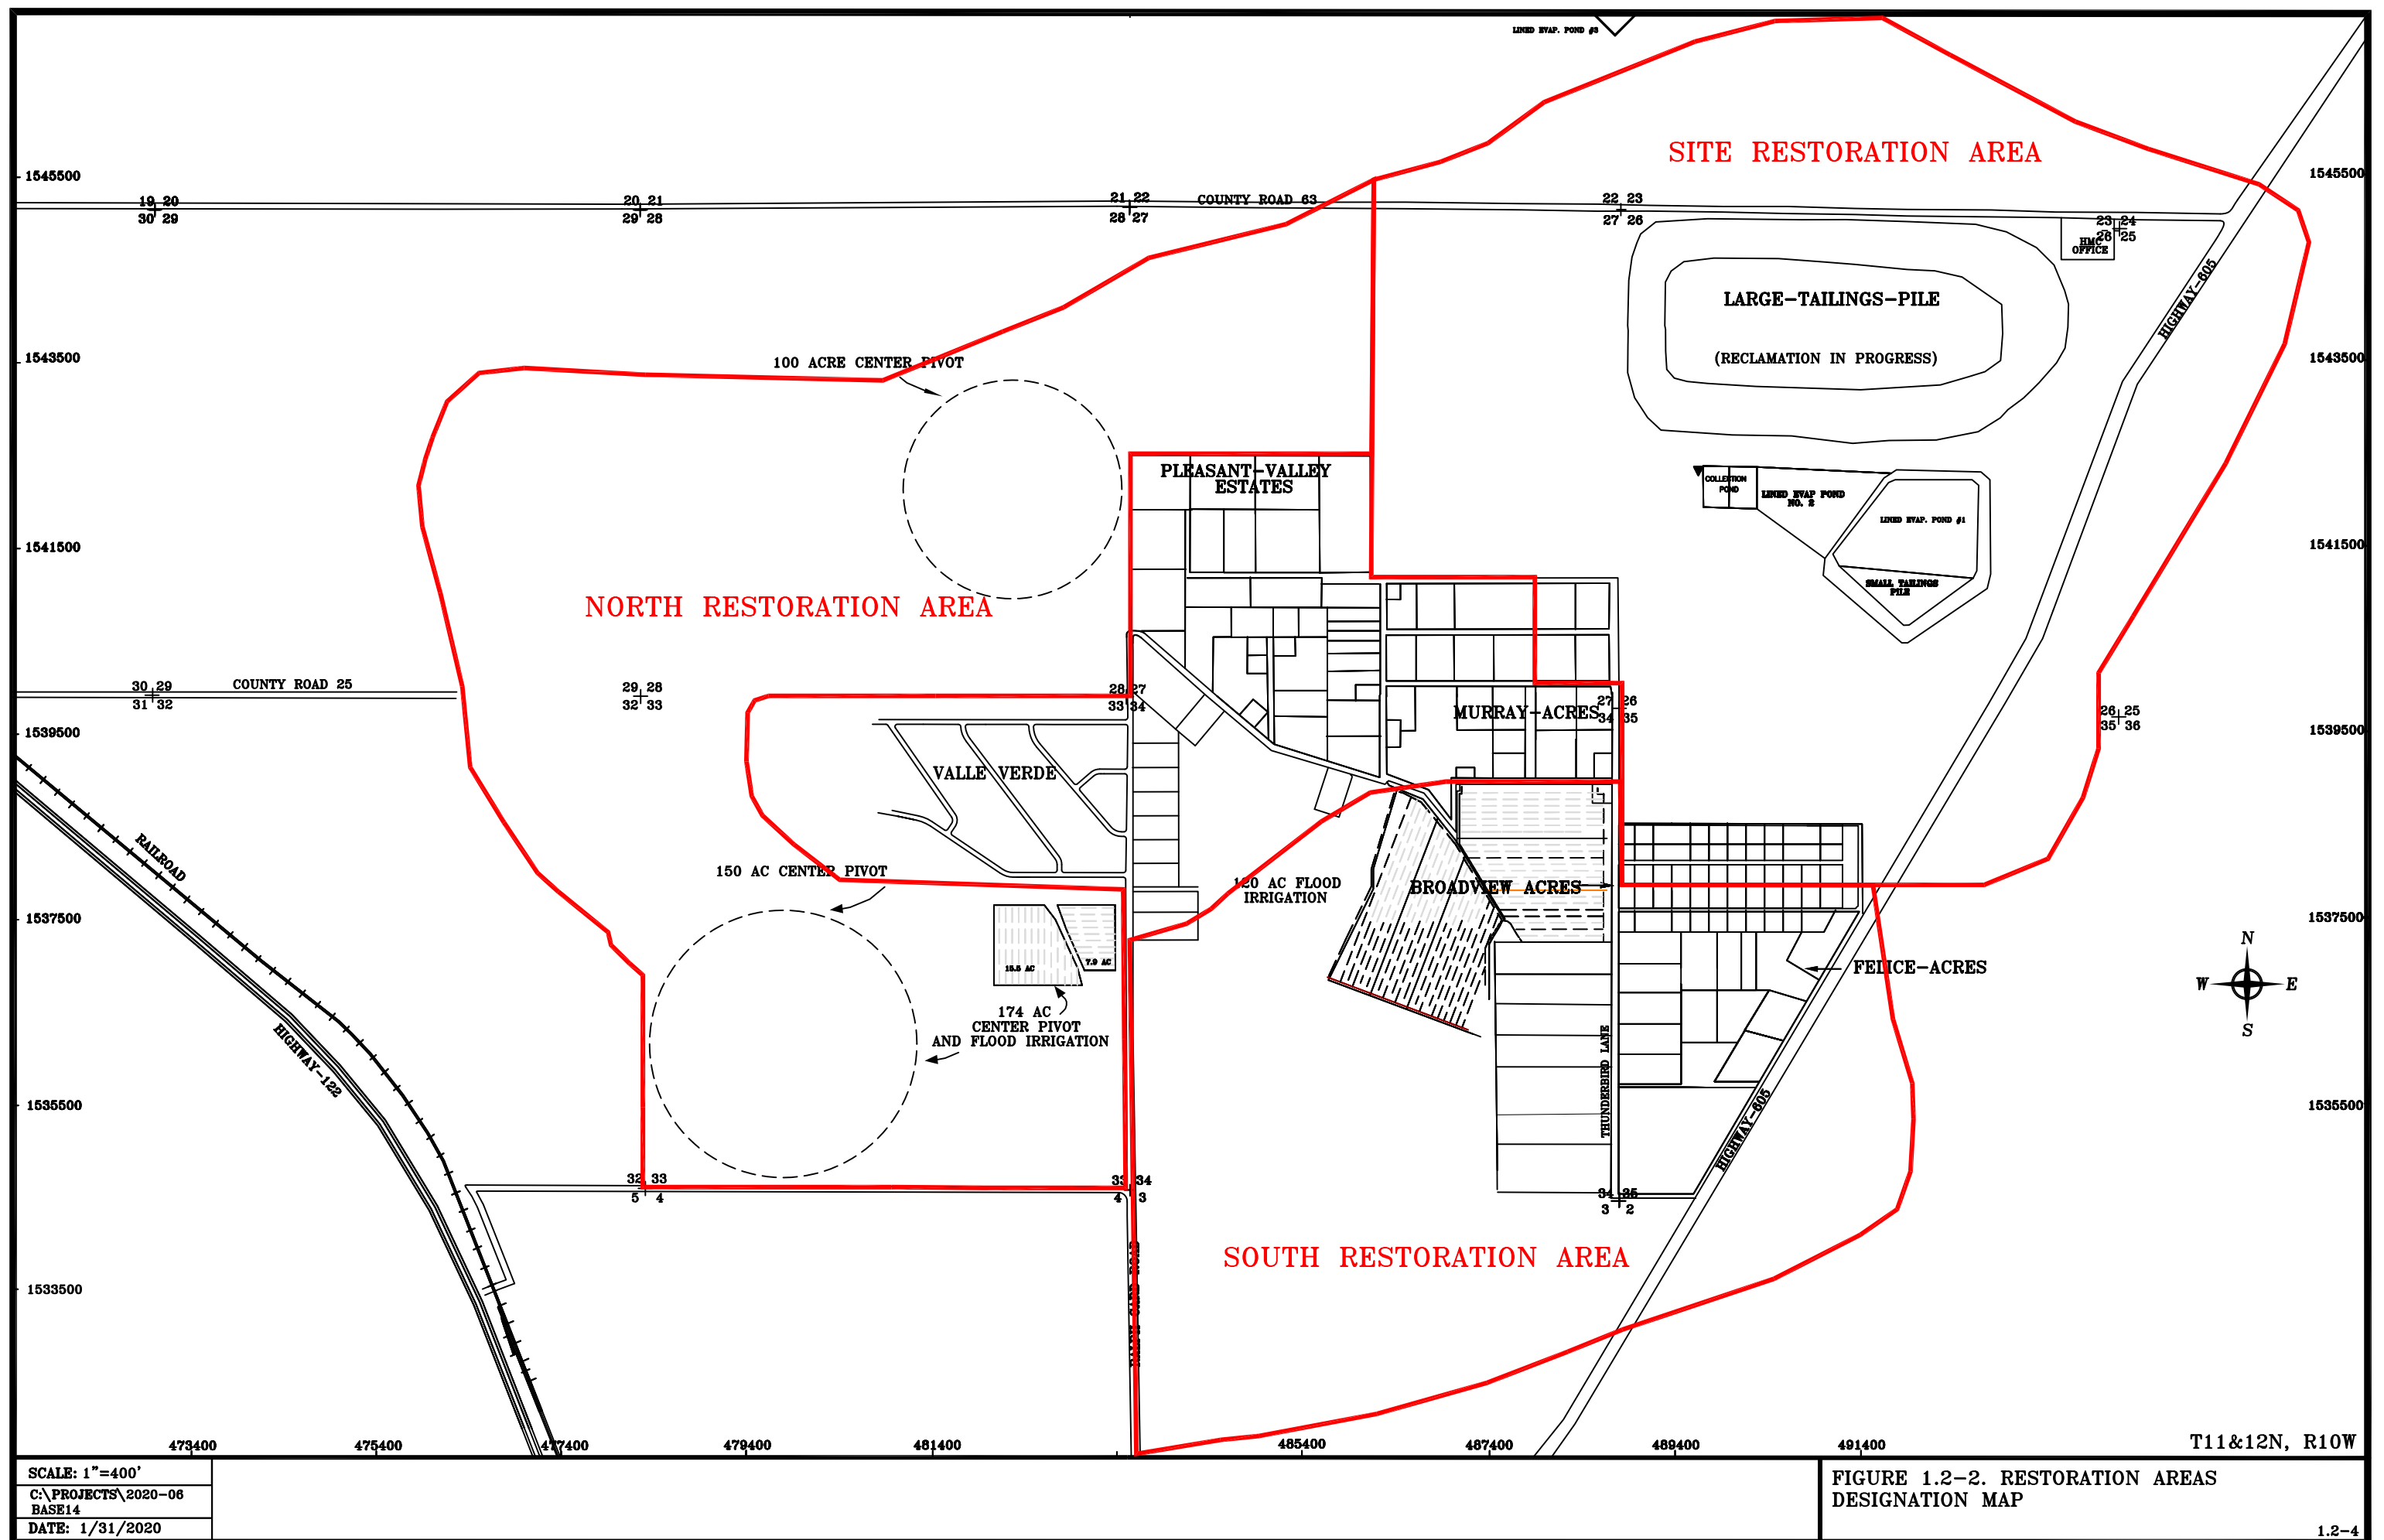 LINED EVAP. POND #3
SITE RESTORATION AREA
1545500
1545500
19 20
30 29
20 21
29 28
21 22
28 27
COUNTY ROAD 63
22 23
27 26
23 24
26 25
HMC
OFFICE
HIGHWAY-605
LARGE-TAILINGS-PILE
(RECLAMATION IN PROGRESS)
1543500
1543500
100 ACRE CENTER PIVOT
PLEASANT-VALLEY
ESTATES
COLLECTION
POND
LINED EVAP POND
NO. 2
LINED EVAP. POND #1
SMALL TAILINGS
PILE
1541500
1541500
NORTH RESTORATION AREA
30 29
31 32
COUNTY ROAD 25
29 28
32 33
28 27
33 34
27 26
34 35
MURRAY-ACRES
26 25
35 36
1539500
1539500
VALLE VERDE
RAILROAD
150 AC CENTER PIVOT
120 AC FLOOD
IRRIGATION
BROADVIEW ACRES
1537500
1537500
15.5 AC
7.9 AC
FELICE-ACRES
N
W E
S
174 AC
CENTER PIVOT
AND FLOOD IRRIGATION
HIGHWAY-122
THUNDERBIRD LANE
HIGHWAY-605
1535500
1535500
32 33
5 4
33 34
4 3
34 35
3 2
SOUTH RESTORATION AREA
ROAD
1533500
473400
475400
477400
479400
481400
485400
487400
489400
491400
T11&12N, R10W
SCALE: 1"=400'
C:\PROJECTS\2020-06
BASE14
DATE: 1/31/2020
FIGURE 1.2-2. RESTORATION AREAS
DESIGNATION MAP
1.2-4